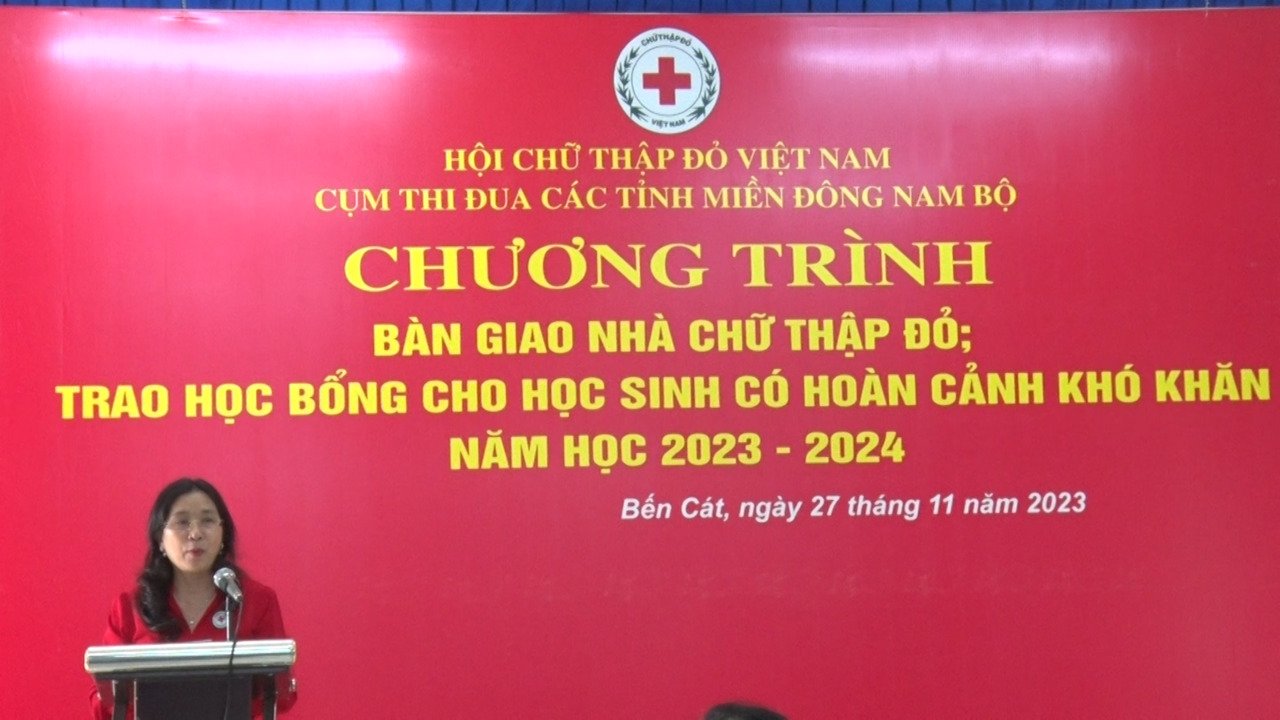 CHỮ THẬP ĐỎ
VIỆT NAM
HỘI CHỮ THẬP ĐỎ VIỆT NAM
CỤM THI ĐUA CÁC TỈNH MIỀN ĐÔNG NAM BỘ
CHƯƠNG TRÌNH
BÀN GIAO NHÀ CHỮ THẬP ĐỎ;
TRAO HỌC BỔNG CHO HỌC SINH CÓ HOÀN CẢNH KHÓ KHĂN
NĂM HỌC 2023 - 2024
Bến Cát, ngày 27 tháng 11 năm 2023